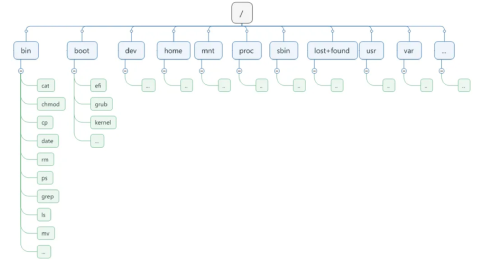 /
bin boot dev home mnt proc sbin lost+found usr var ...
cat efi ... ... ... ... ... ... ... ... ...
chmod grub
cp kernel
date ...
rm
ps
grep
ls
mv
...